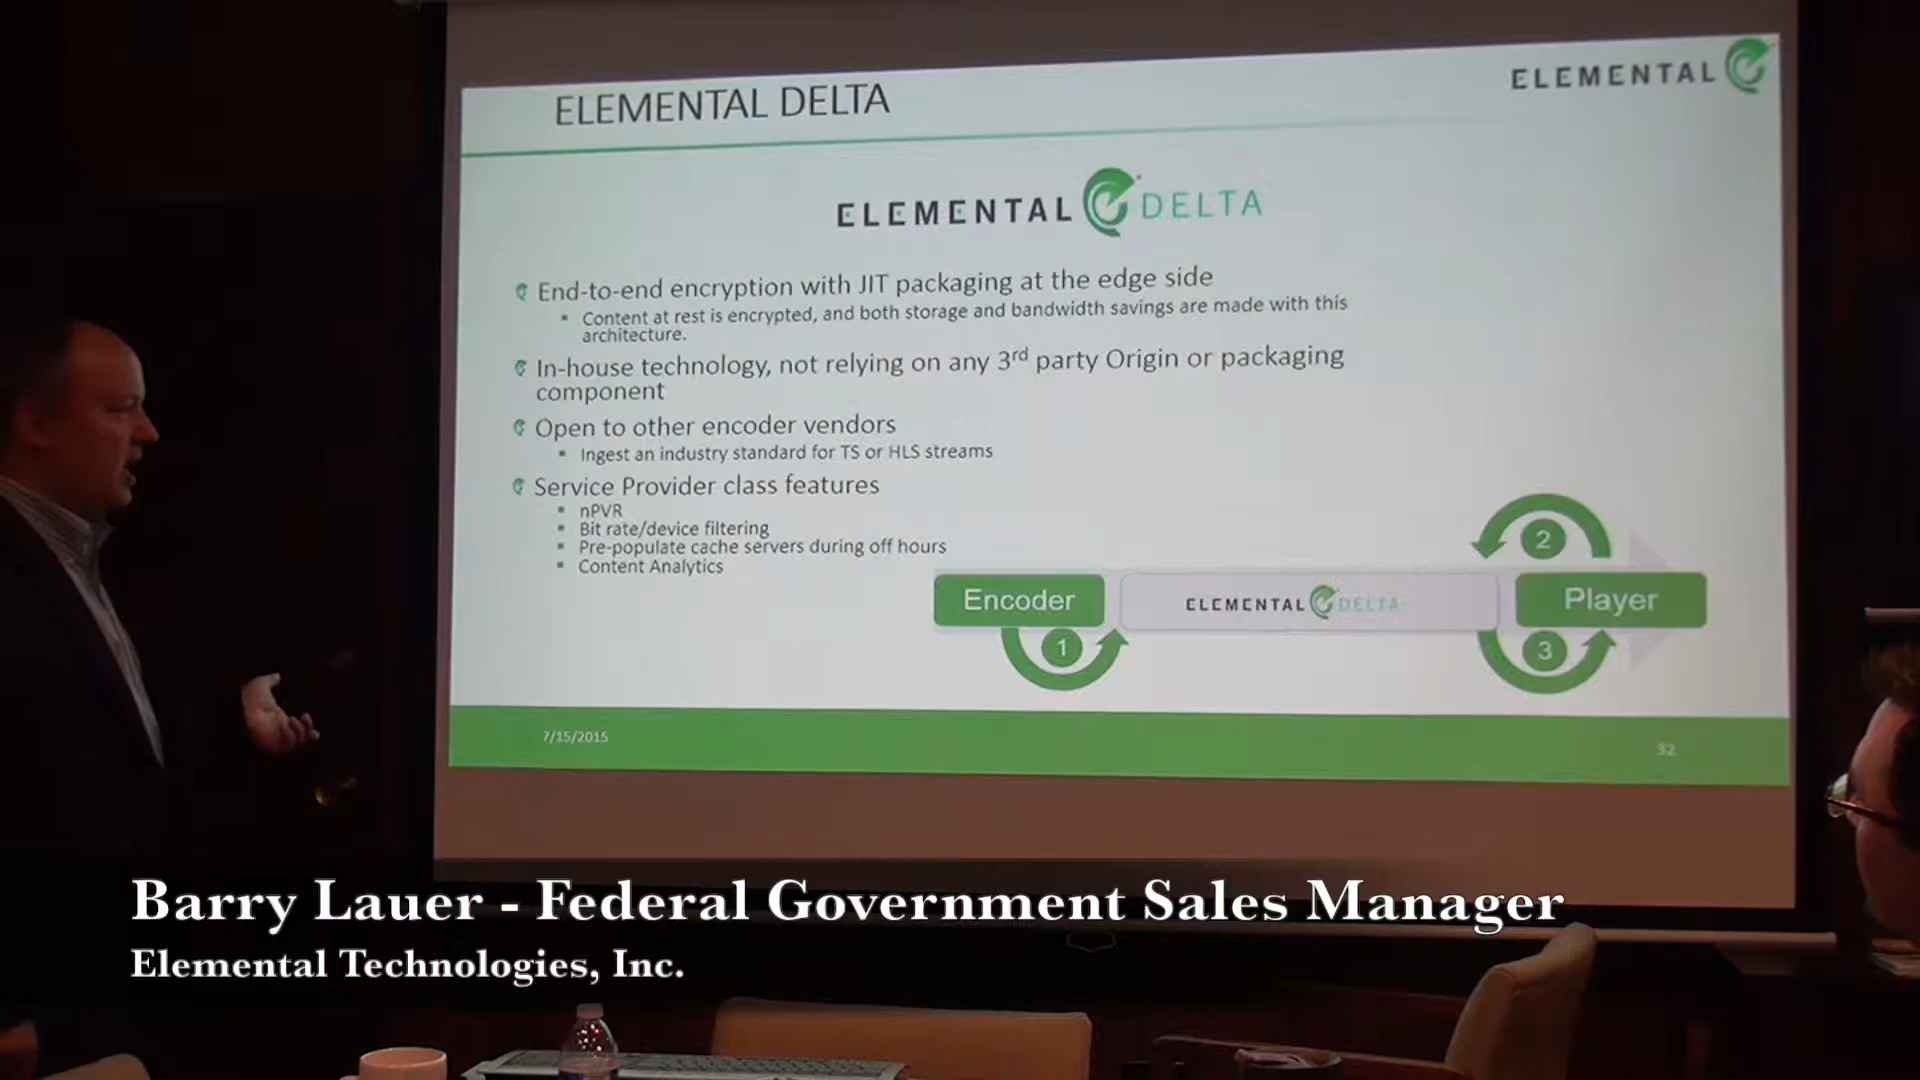 ELEMENTAL DELTA
ELEMENTAL
ELEMENTAL DELTA
End-to-end encryption with JIT packaging at the edge side
Content at rest is encrypted, and both storage and bandwidth savings are made with this
architecture.
In-house technology, not relying on any 3rd party Origin or packaging
component
Open to other encoder vendors
Ingest an industry standard for TS or HLS streams
Service Provider class features
nPVR
Bit rate/device filtering
Pre-populate cache servers during off hours
Content Analytics
2
Encoder
ELEMENTAL DELTA
Player
1
3
7/15/2015
32
Barry Lauer - Federal Government Sales Manager
Elemental Technologies, Inc.